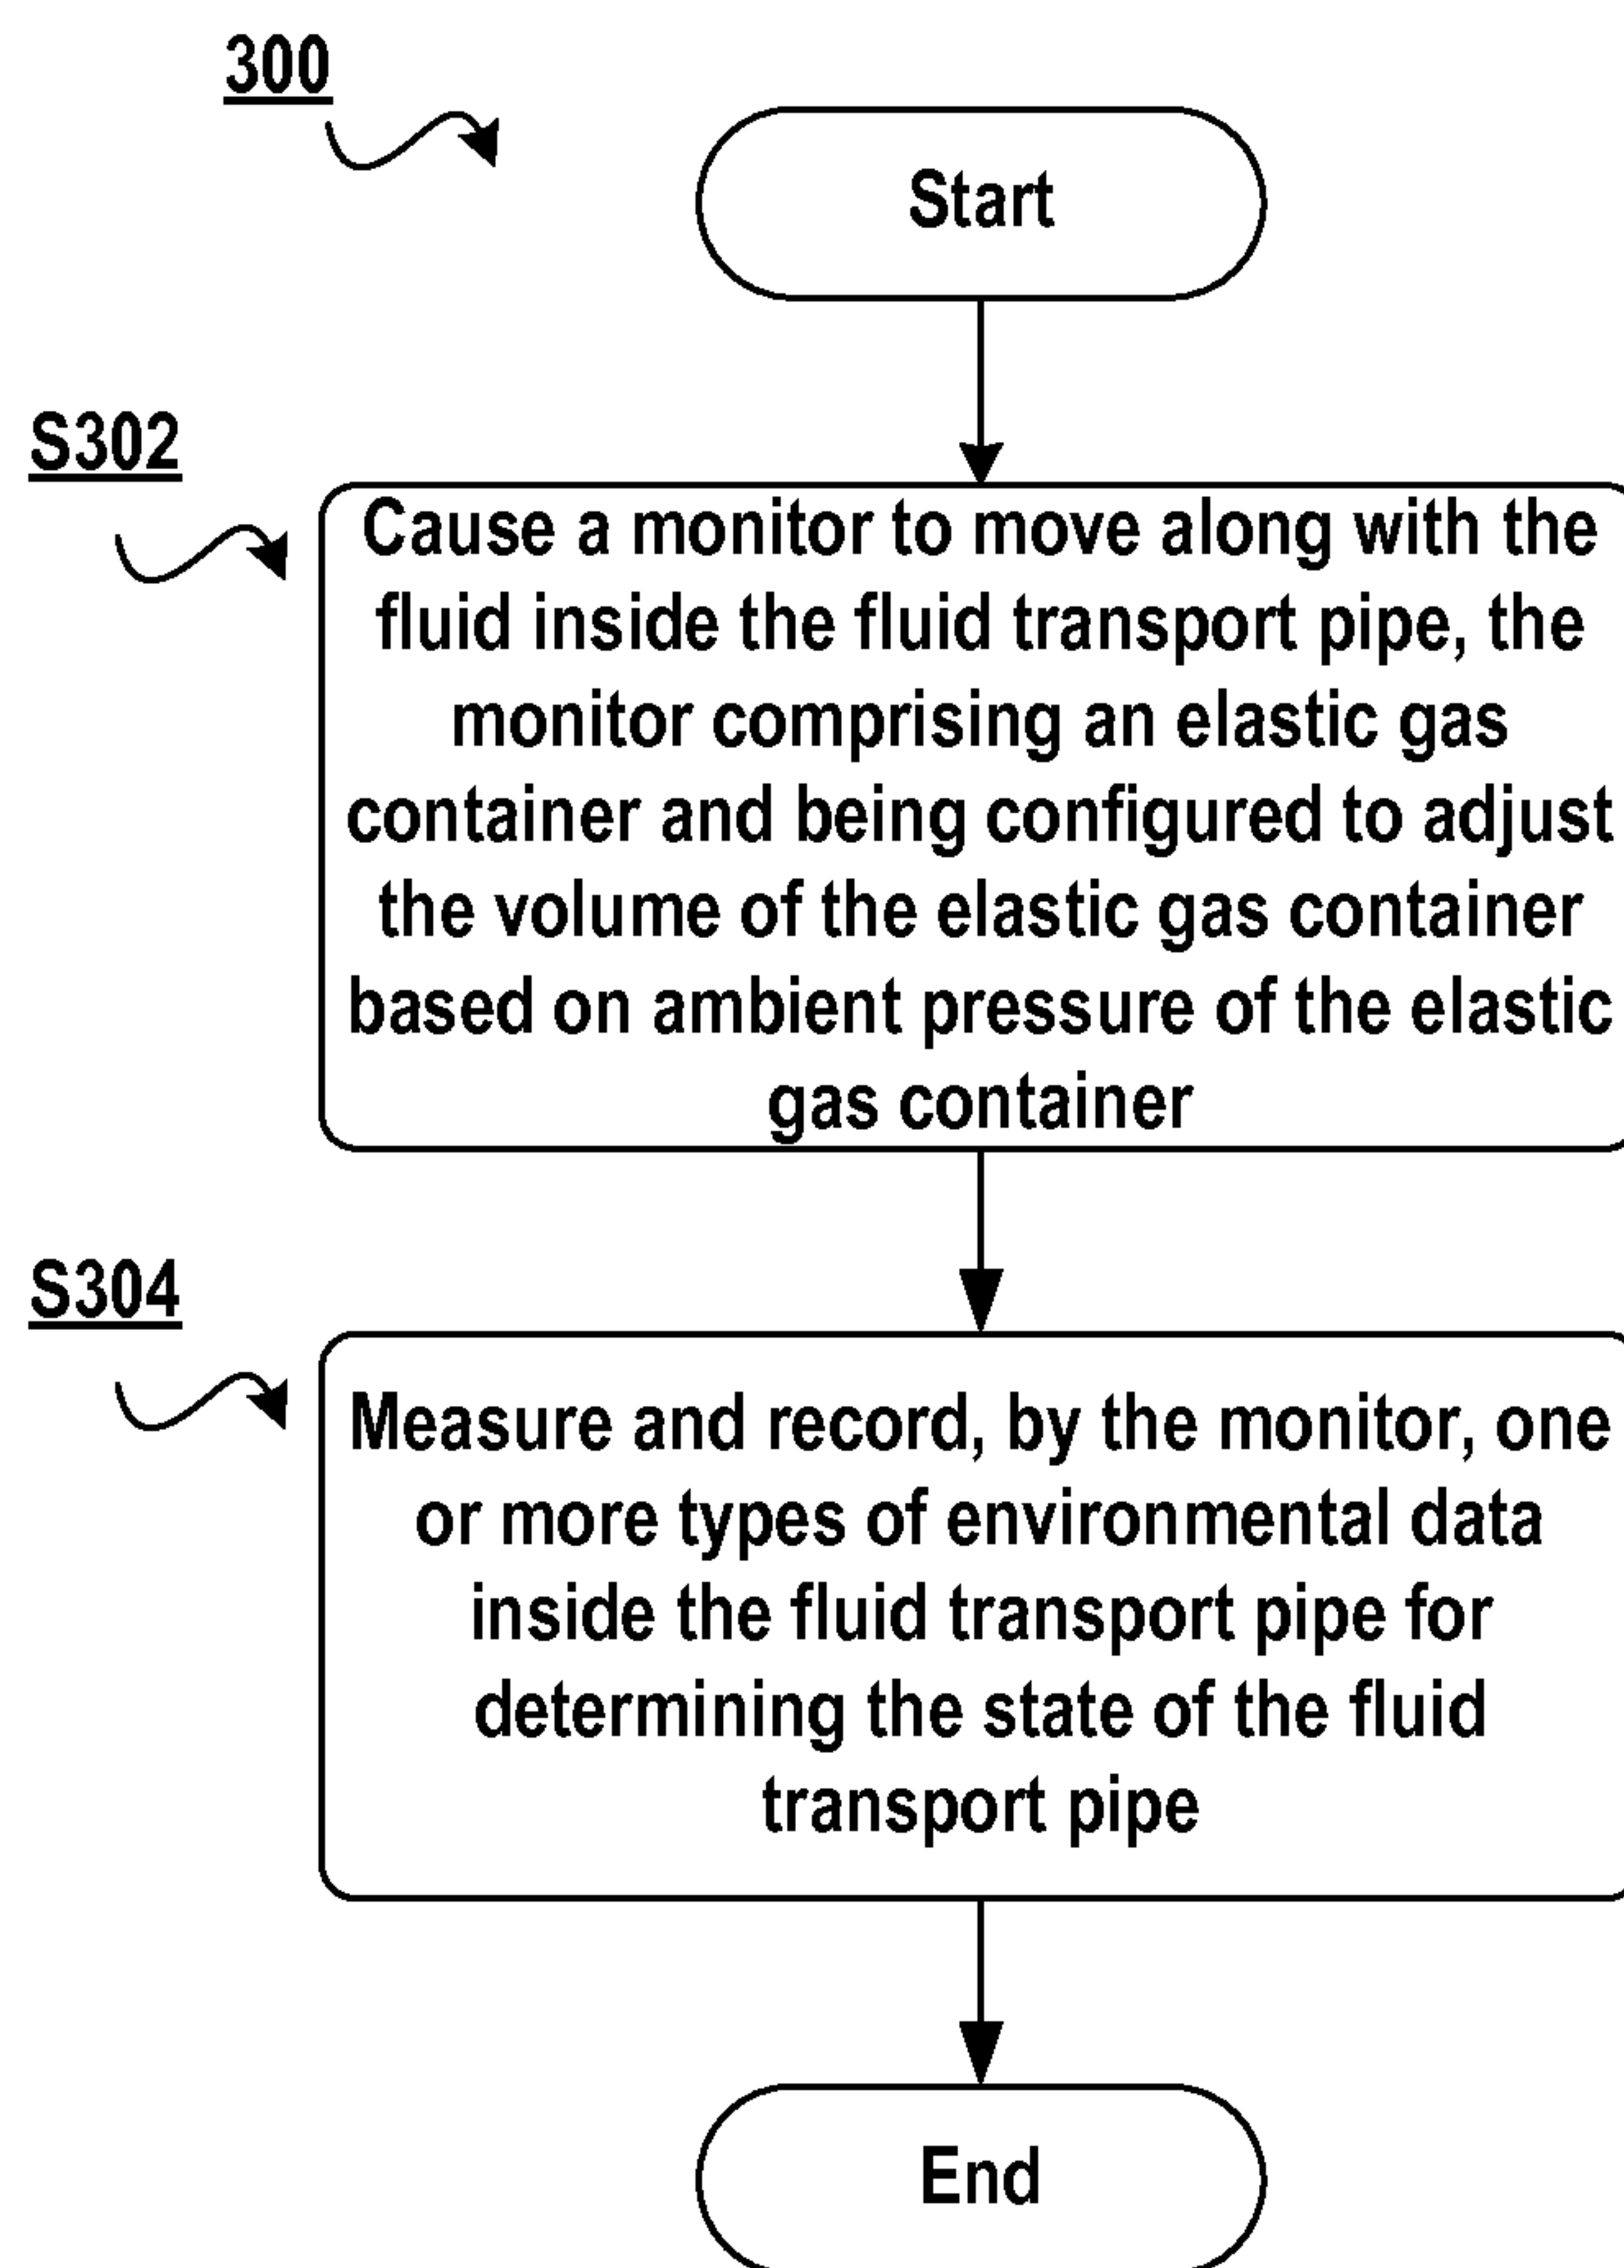 300
Start
S302
Cause a monitor to move along with the
fluid inside the fluid transport pipe, the
monitor comprising an elastic gas
container and being configured to adjust
the volume of the elastic gas container
based on ambient pressure of the elastic
gas container
S304
Measure and record, by the monitor, one
or more types of environmental data
inside the fluid transport pipe for
determining the state of the fluid
transport pipe
End